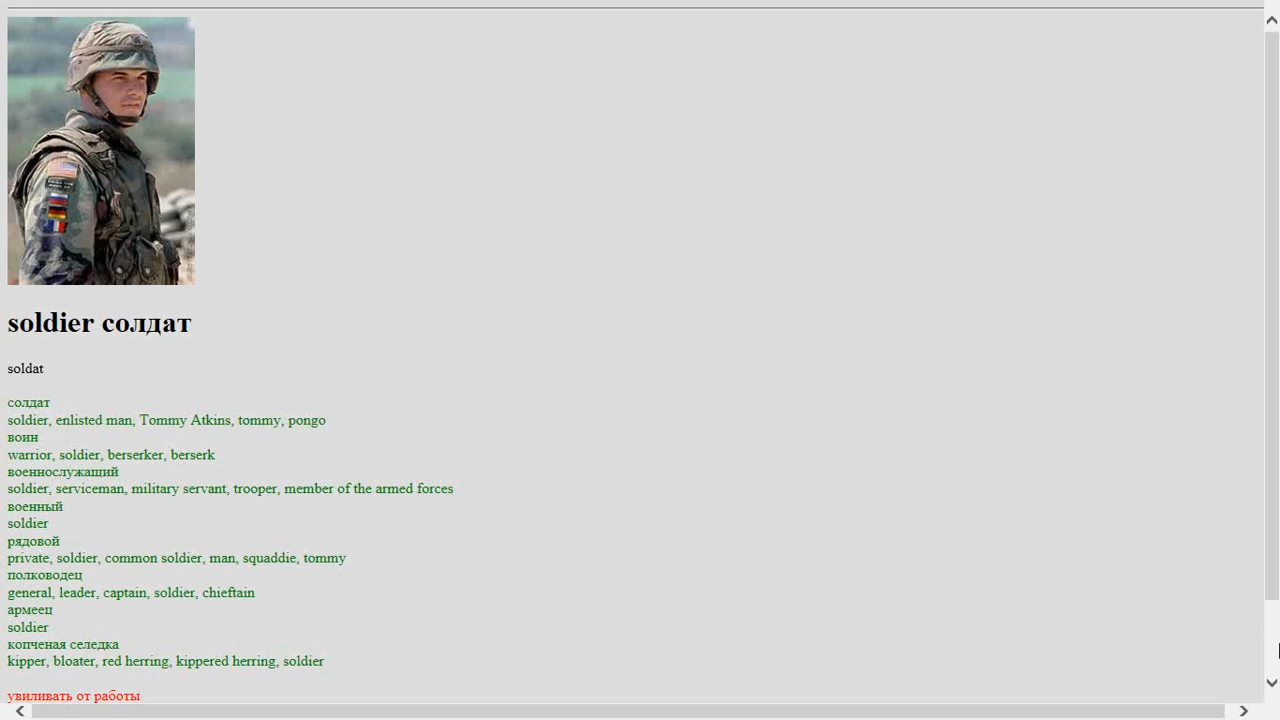 soldier солдат
soldat
солдат
soldier, enlisted man, Tommy Atkins, tommy, pongo
воин
warrior, soldier, berserker, berserk
военнослужащий
soldier, serviceman, military servant, trooper, member of the armed forces
военный
soldier
рядовой
private, soldier, common soldier, man, squaddie, tommy
полководец
general, leader, captain, soldier, chieftain
армеец
soldier
копченая селедка
kipper, bloater, red herring, kippered herring, soldier
увиливать от работы